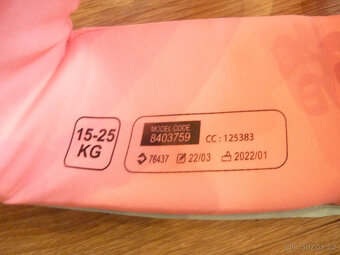 15-25
KG
MODEL CODE
8403759
CC : 125383
76437 22/03 2022/01